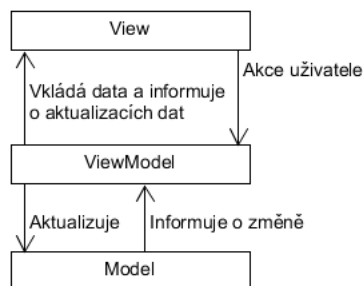 View
Akce uživatele
Vkládá data a informuje
o aktualizacích dat
ViewModel
Aktualizuje
Informuje o změně
Model